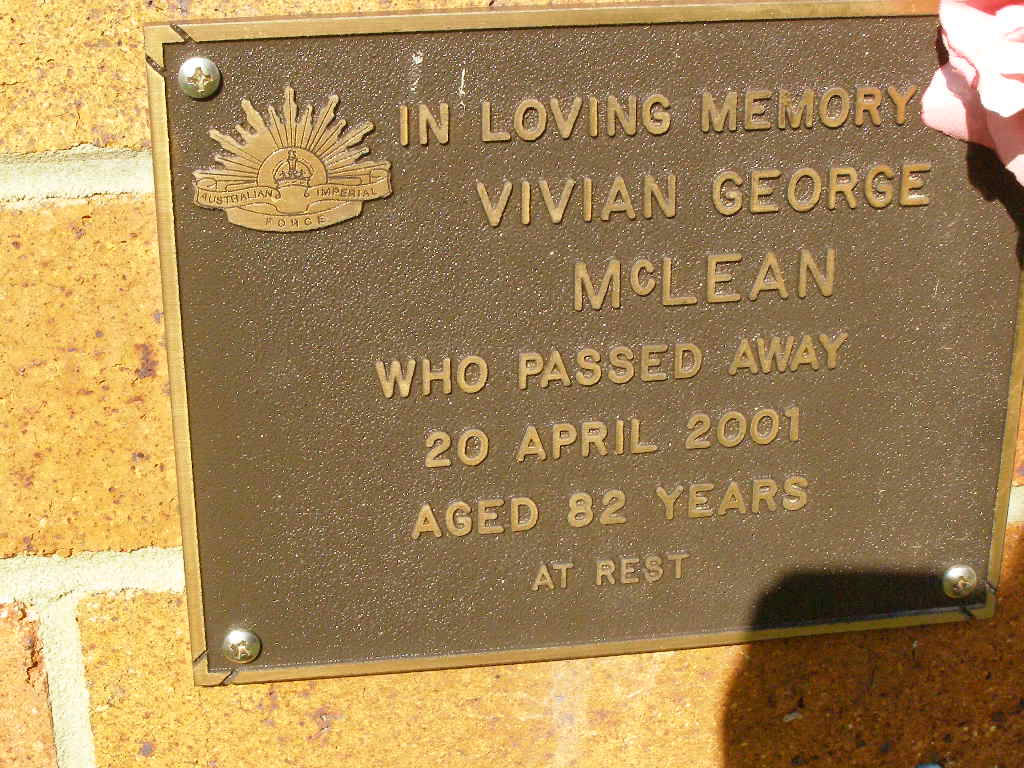 AUSTRALIAN IMPERIAL
FORCE
IN LOVING MEMORY
VIVIAN GEORGE
McLEAN
WHO PASSED AWAY
20 APRIL 2001
AGED 82 YEARS
AT REST